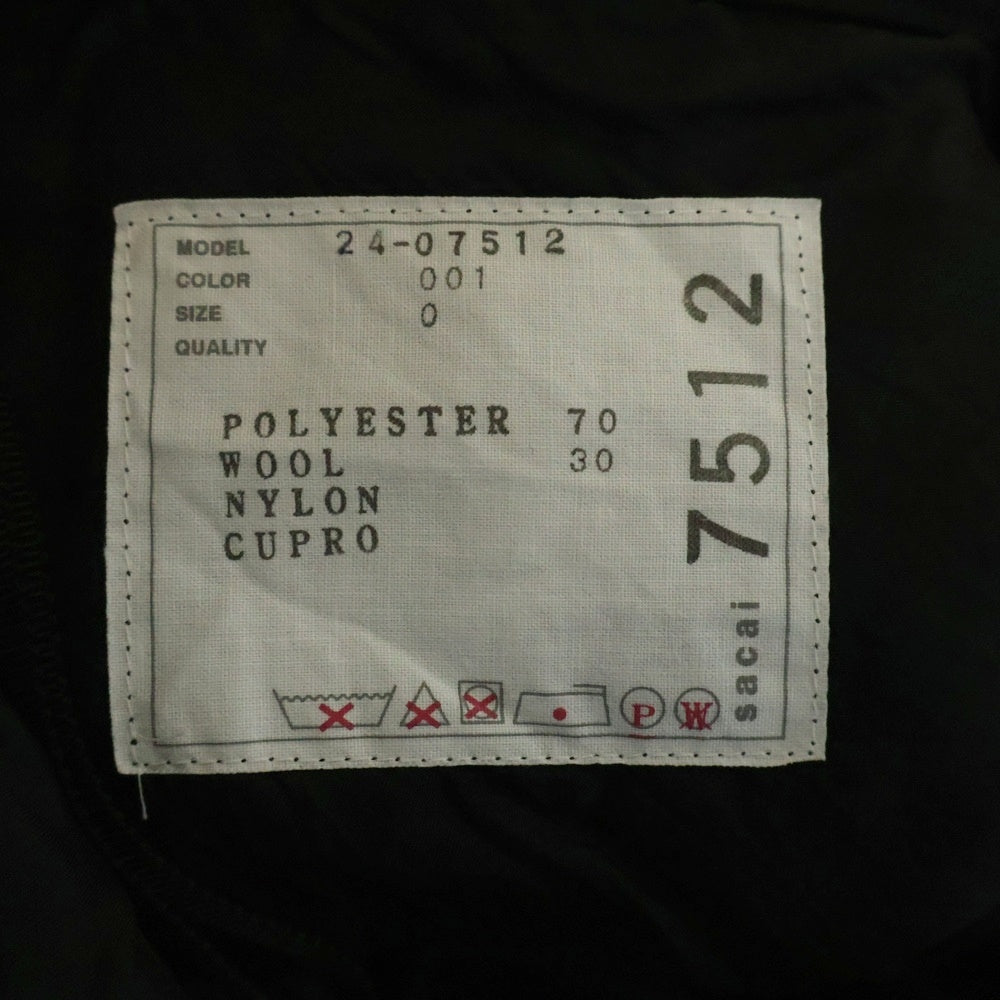 MODEL 24-07512
COLOR 001
SIZE 0
QUALITY
POLYESTER 70
WOOL 30
NYLON
CUPRO
P W
sacai 7512